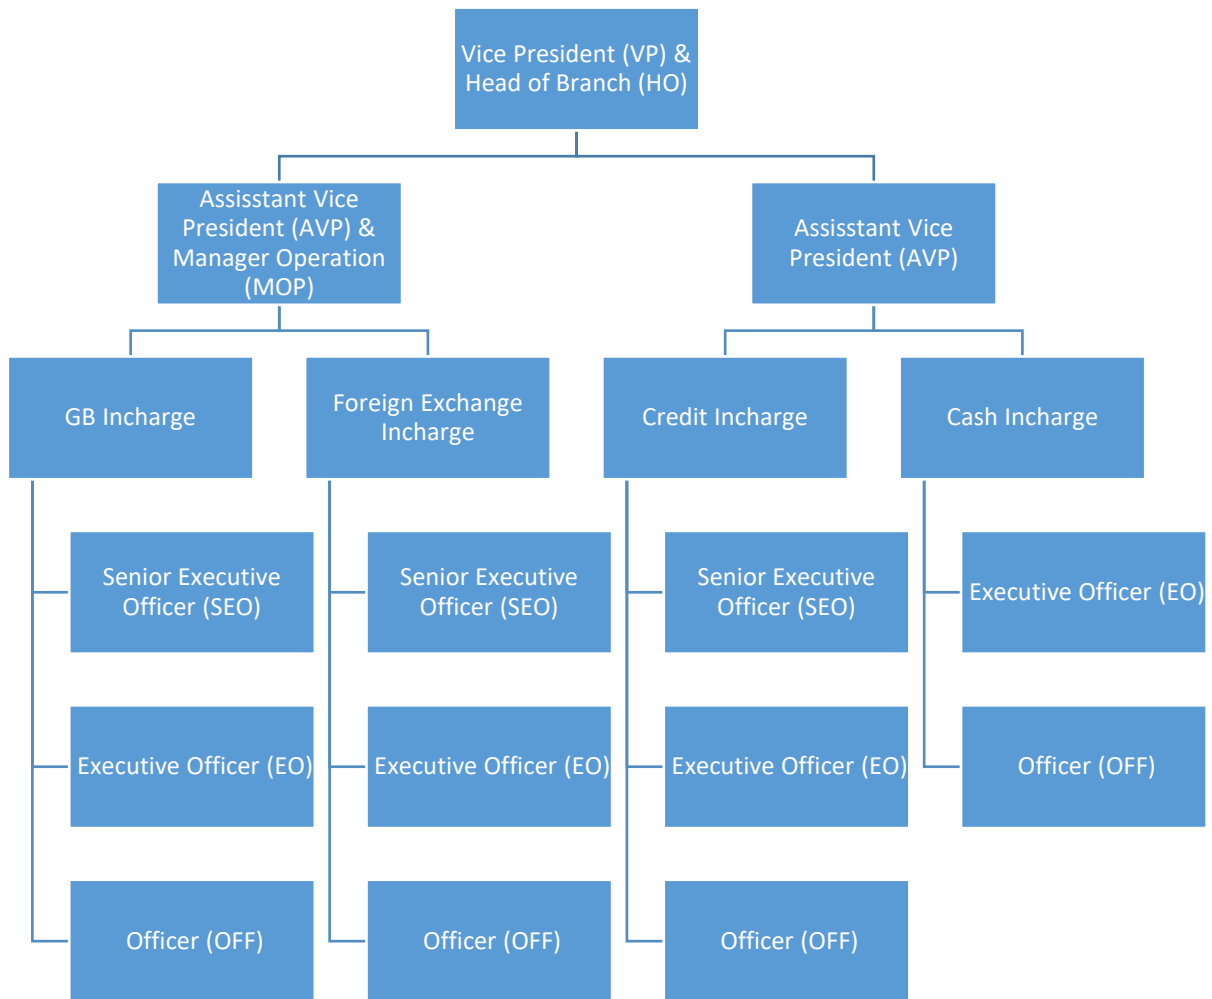 Vice President (VP) &
Head of Branch (HO)
Assisstant Vice
President (AVP) &
Manager Operation
(MOP)
Assisstant Vice
President (AVP)
GB Incharge
Foreign Exchange
Incharge
Credit Incharge
Cash Incharge
Senior Executive
Officer (SEO)
Senior Executive
Officer (SEO)
Senior Executive
Officer (SEO)
Executive Officer (EO)
Executive Officer (EO)
Executive Officer (EO)
Executive Officer (EO)
Officer (OFF)
Officer (OFF)
Officer (OFF)
Officer (OFF)